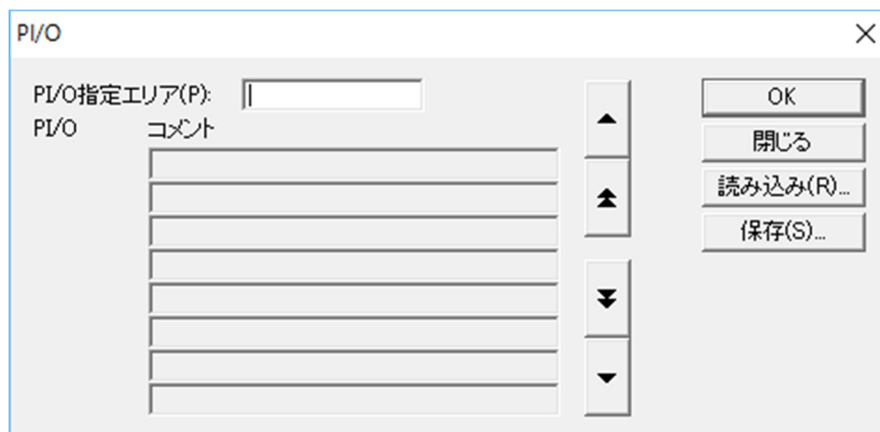 PI/O
PI/O指定エリア(P):
PI/O コメント
OK
閉じる
読み込み(R)...
保存(S)...